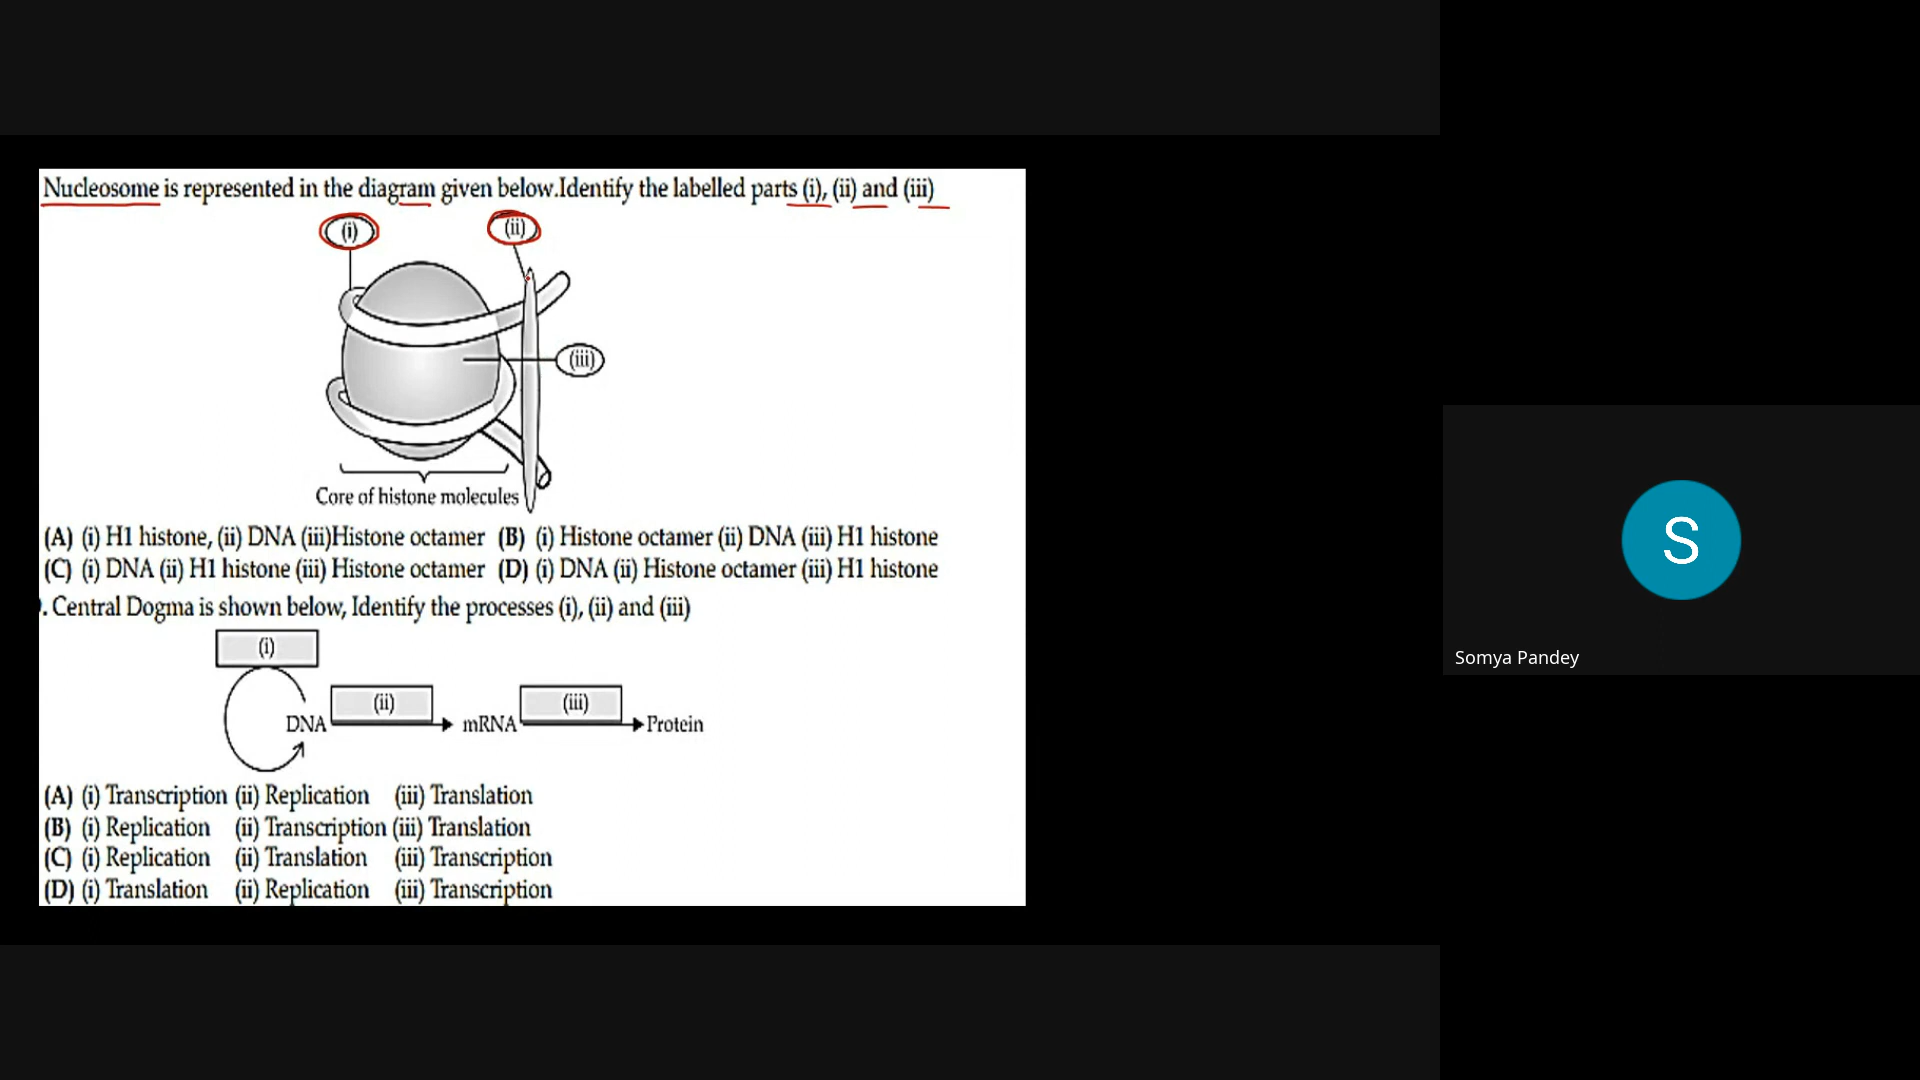 Nucleosome is represented in the diagram given below.Identify the labelled parts (i), (ii) and (iii)
(i)
(ii)
(iii)
Core of histone molecules
(A) (i) H1 histone, (ii) DNA (iii)Histone octamer (B) (i) Histone octamer (ii) DNA (iii) H1 histone
(C) (i) DNA (ii) H1 histone (iii) Histone octamer (D) (i) DNA (ii) Histone octamer (iii) H1 histone
. Central Dogma is shown below, Identify the processes (i), (ii) and (iii)
(i)
(ii)
(iii)
DNA mRNA Protein
(A) (i) Transcription (ii) Replication (iii) Translation
(B) (i) Replication (ii) Transcription (iii) Translation
(C) (i) Replication (ii) Translation (iii) Transcription
(D) (i) Translation (ii) Replication (iii) Transcription
S
Somya Pandey